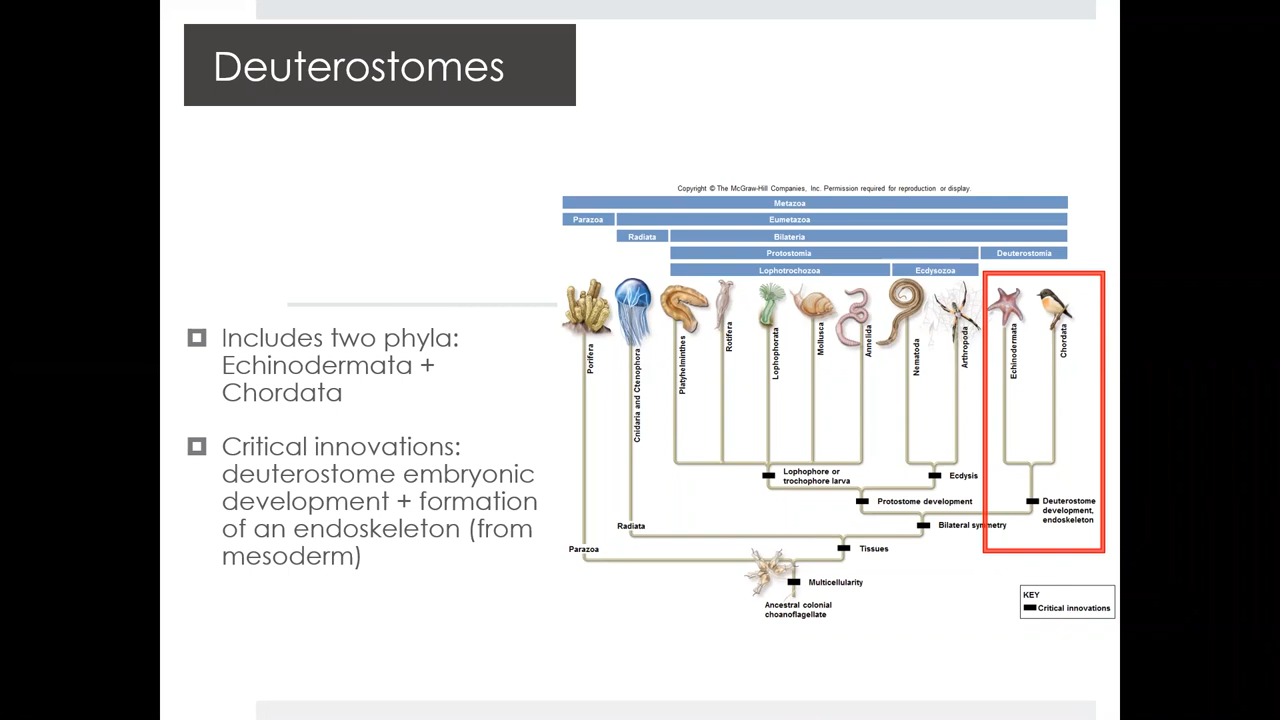 Deuterostomes
Includes two phyla:
Echinodermata +
Chordata
Critical innovations:
deuterostome embryonic
development + formation
of an endoskeleton (from
mesoderm)
Copyright © The McGraw-Hill Companies, Inc. Permission required for reproduction or display.
Metazoa
Parazoa
Eumetazoa
Radiata
Bilateria
Protostomia
Deuterostomia
Lophotrochozoa
Ecdysozoa
Porifera
Cnidaria and Ctenophora
Platyhelminthes
Rotifera
Lophophorata
Mollusca
Annelida
Nematoda
Arthropoda
Echinodermata
Chordata
Lophophore or
trochophore larva
Ecdysis
Protostome development
Deuterostome
development,
endoskeleton
Radiata
Bilateral symmetry
Parazoa
Tissues
Multicellularity
Ancestral colonial
choanoflagellate
KEY
Critical innovations